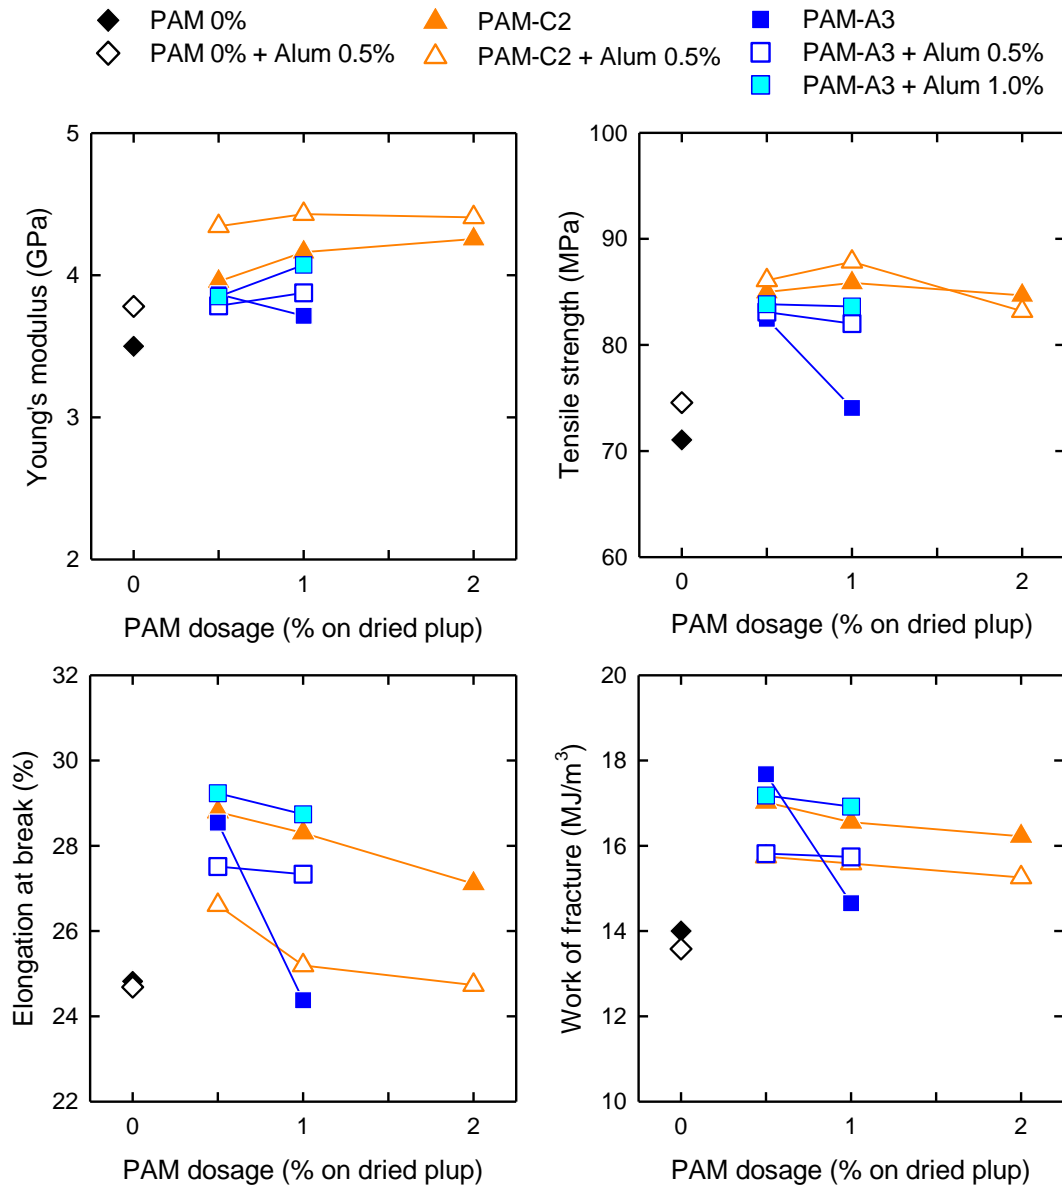 PAM 0%
PAM 0% + Alum 0.5%
PAM-C2
PAM-C2 + Alum 0.5%
PAM-A3
PAM-A3 + Alum 0.5%
PAM-A3 + Alum 1.0%
Young's modulus (GPa)
5
4
3
2
0
1
2
PAM dosage (% on dried plup)
Tensile strength (MPa)
100
90
80
70
60
0
1
2
PAM dosage (% on dried plup)
Elongation at break (%)
32
30
28
26
24
22
0
1
2
PAM dosage (% on dried plup)
Work of fracture (MJ/m³)
20
18
16
14
12
10
0
1
2
PAM dosage (% on dried plup)